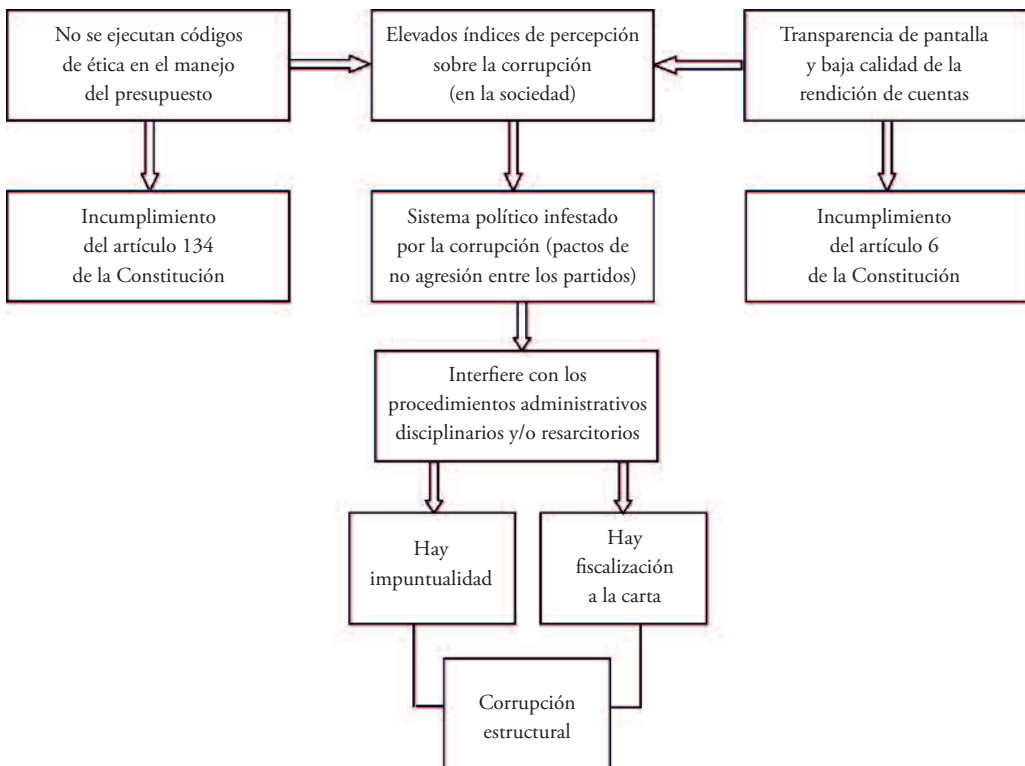 No se ejecutan códigos
de ética en el manejo
del presupuesto
Elevados índices de percepción
sobre la corrupción
(en la sociedad)
Transparencia de pantalla
y baja calidad de la
rendición de cuentas
Incumplimiento
del artículo 134
de la Constitución
Sistema político infestado
por la corrupción (pactos de
no agresión entre los partidos)
Incumplimiento
del artículo 6
de la Constitución
Interfiere con los
procedimientos administrativos
disciplinarios y/o resarcitorios
Hay
impuntualidad
Hay
fiscalización
a la carta
Corrupción
estructural